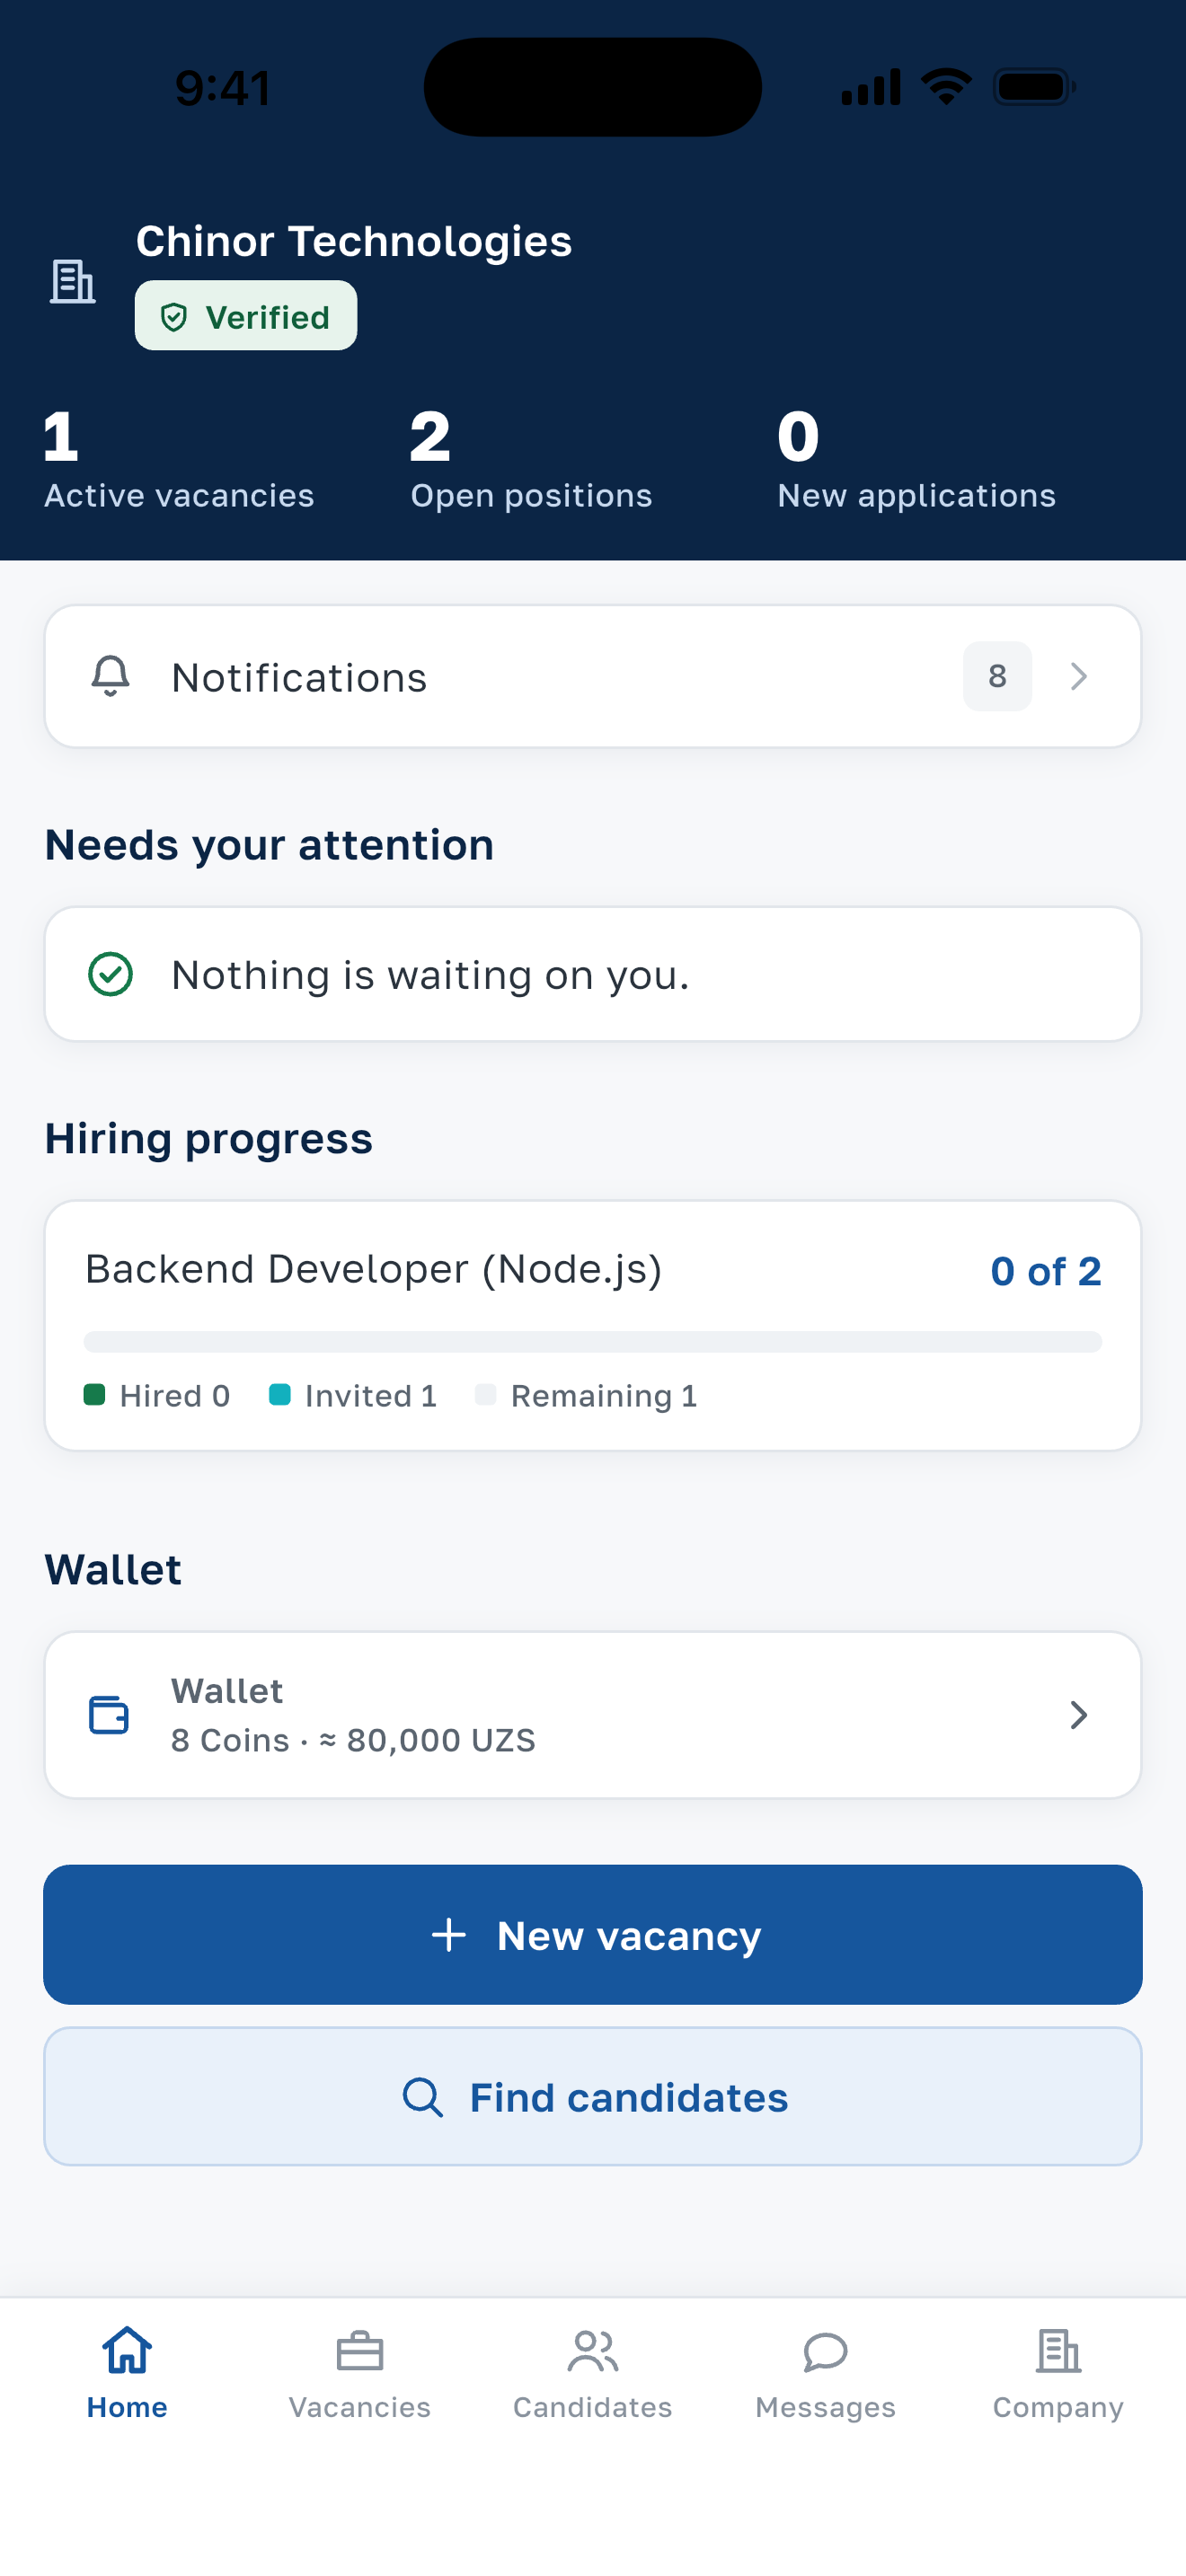 9:41
Chinor Technologies
Verified
1 2 0
Active vacancies Open positions New applications
Notifications 8
Needs your attention
Nothing is waiting on you.
Hiring progress
Backend Developer (Node.js) 0 of 2
Hired 0 Invited 1 Remaining 1
Wallet
Wallet
8 Coins · ≈ 80,000 UZS
New vacancy
Find candidates
Home Vacancies Candidates Messages Company